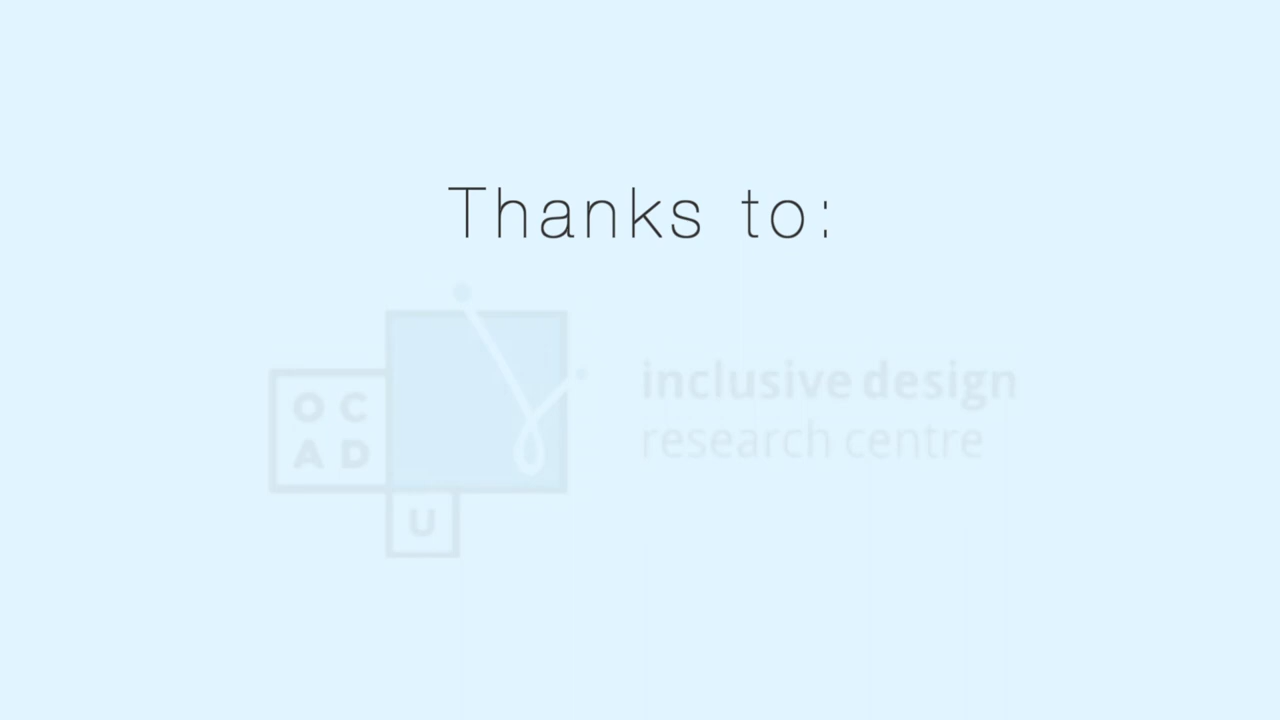 Thanks to:
O C
A D
U
inclusive design
research centre